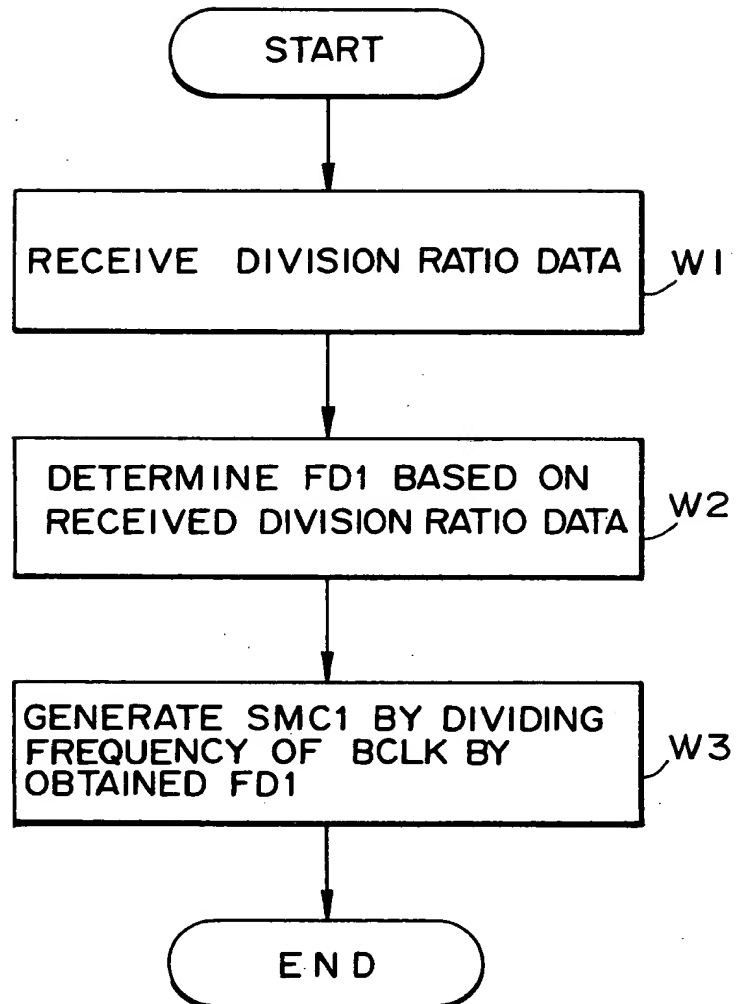 START
RECEIVE DIVISION RATIO DATA
W1
DETERMINE FD1 BASED ON
RECEIVED DIVISION RATIO DATA
W2
GENERATE SMC1 BY DIVIDING
FREQUENCY OF BCLK BY
OBTAINED FD1
W3
END